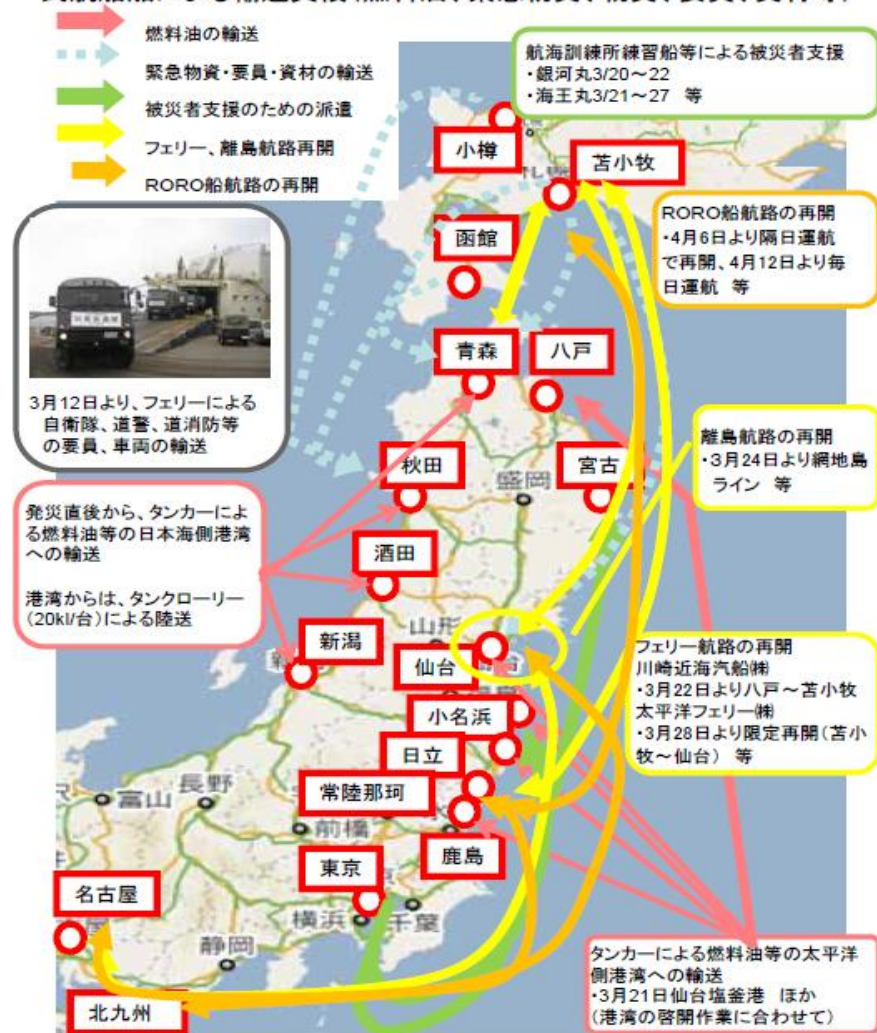 燃料油の輸送
緊急物資・要員・資材の輸送
被災者支援のための派遣
フェリー、離島航路再開
RORO船航路の再開
航海訓練所練習船等による被災者支援
・銀河丸3/20～22
・海王丸3/21～27 等
小樽
苫小牧
函館
RORO船航路の再開
・4月6日より隔日運航
で再開、4月12日より毎
日運航 等
青森
八戸
3月12日より、フェリーによる
自衛隊、道警、道消防等
の要員、車両の輸送
離島航路の再開
・3月24日より網地島
ライン 等
秋田
盛岡
宮古
発災直後から、タンカーによ
る燃料油等の日本海側港湾
への輸送
港湾からは、タンクローリー
（20kl/台）による陸送
酒田
山形
新潟
仙台
フェリー航路の再開
川崎近海汽船㈱
・3月22日より八戸～苫小牧
太平洋フェリー㈱
・3月28日より限定再開（苫小
牧～仙台） 等
小名浜
日立
長野
富山
常陸那珂
前橋
鹿島
東京
名古屋
横浜
千葉
静岡
北九州
タンカーによる燃料油等の太平洋
側港湾への輸送
・3月21日仙台塩釜港 ほか
（港湾の啓開作業に合わせて）